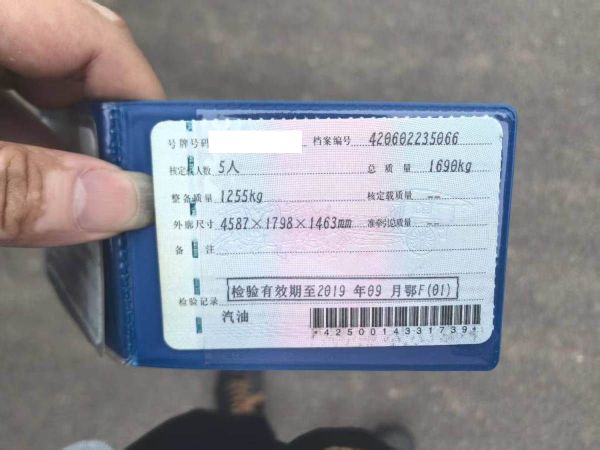 号牌号码 档案编号 420602235066
核定载人数 5人 总质量 1690kg
整备质量 1255kg 核定载质量 --
外廓尺寸 4587×1798×1463mm 准牵引总质量 --
备注
检验记录 检验有效期至2019年09月鄂F(01)
汽油
*4250014331739*